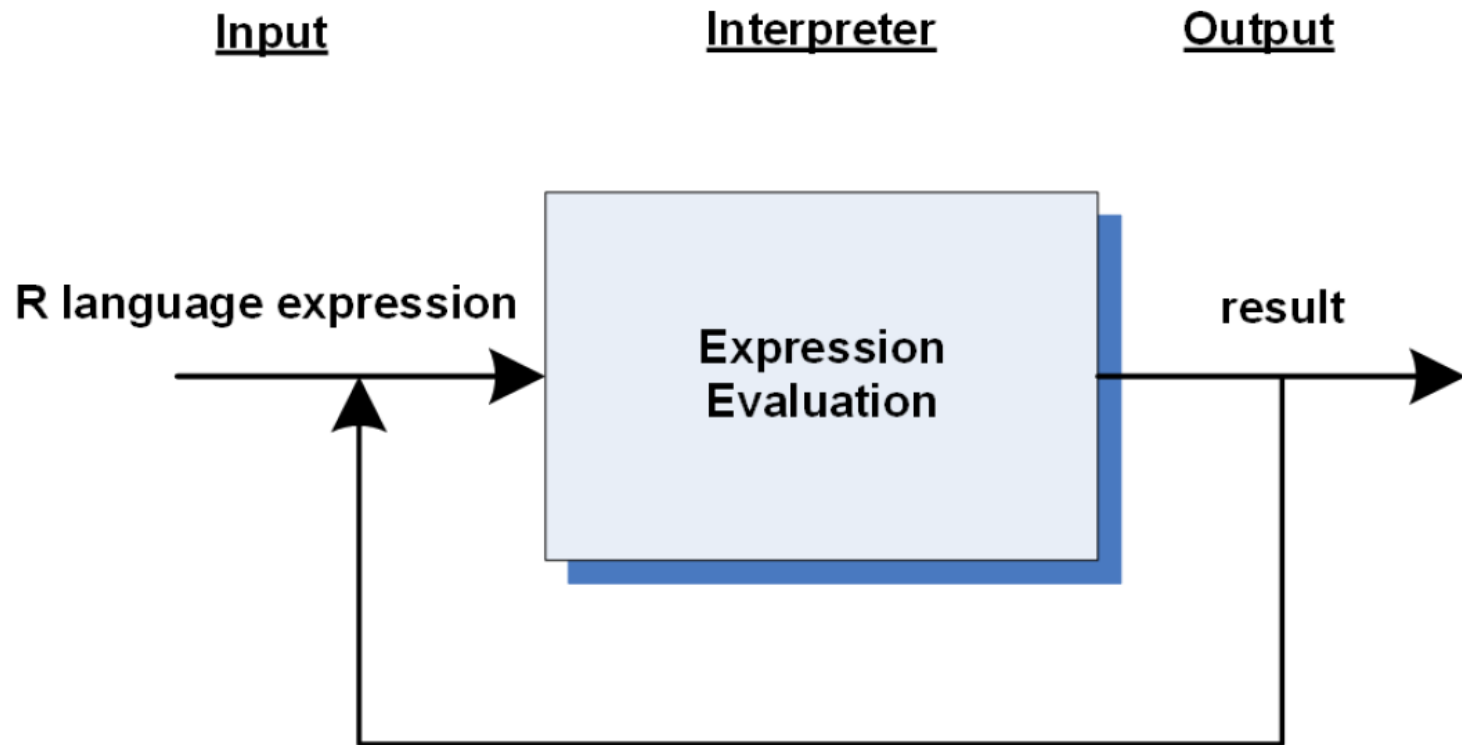 Input
Interpreter
Output
R language expression
Expression
Evaluation
result